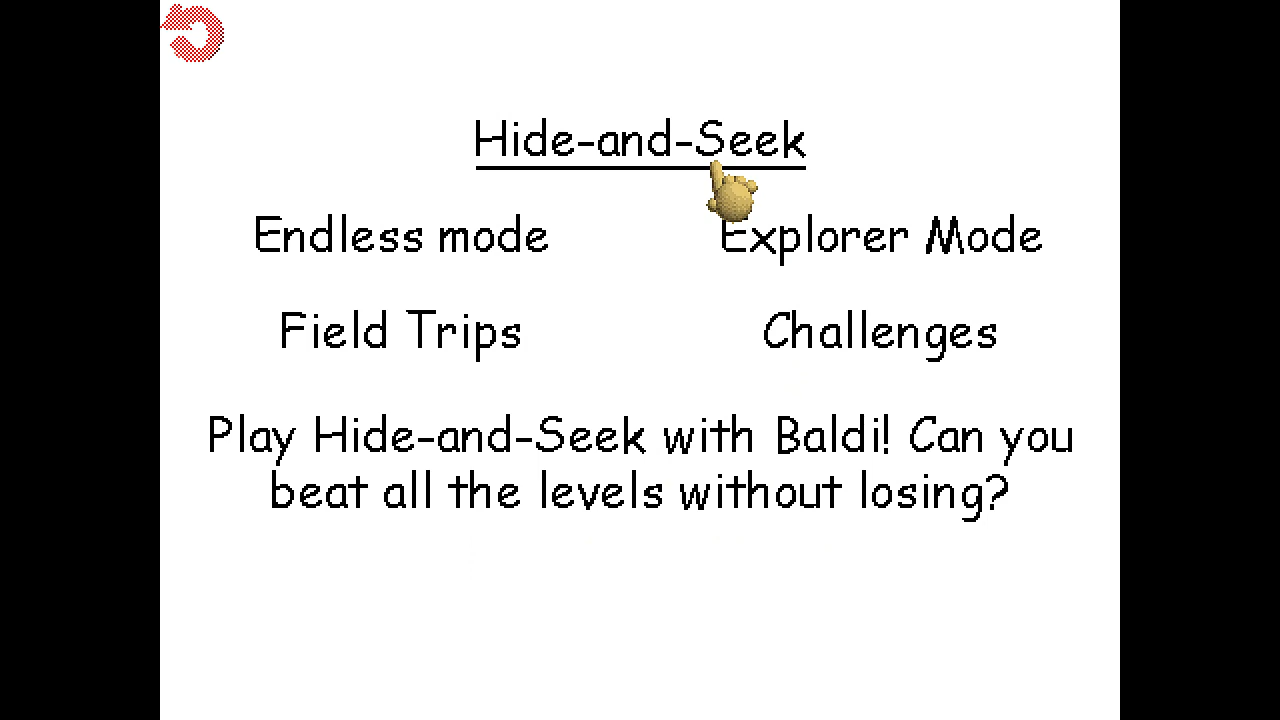 Hide-and-Seek
Endless mode
Explorer Mode
Field Trips
Challenges
Play Hide-and-Seek with Baldi! Can you
beat all the levels without losing?